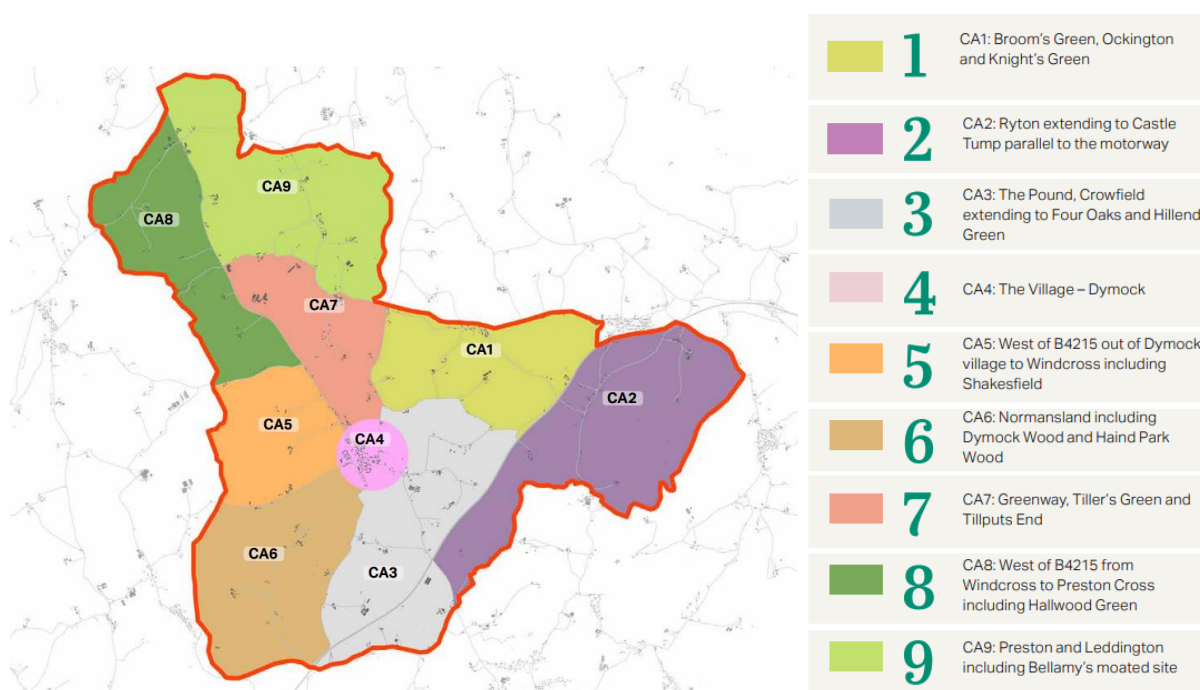 CA9
CA8
CA7
CA1
CA2
CA5
CA4
CA6
CA3
1
CA1: Broom's Green, Ockington
and Knight's Green
2
CA2: Ryton extending to Castle
Tump parallel to the motorway
3
CA3: The Pound, Crowfield
extending to Four Oaks and Hillend
Green
4
CA4: The Village – Dymock
5
CA5: West of B4215 out of Dymock
village to Windcross including
Shakesfield
6
CA6: Normansland including
Dymock Wood and Haind Park
Wood
7
CA7: Greenway, Tiller's Green and
Tillputs End
8
CA8: West of B4215 from
Windcross to Preston Cross
including Hallwood Green
9
CA9: Preston and Leddington
including Bellamy's moated site